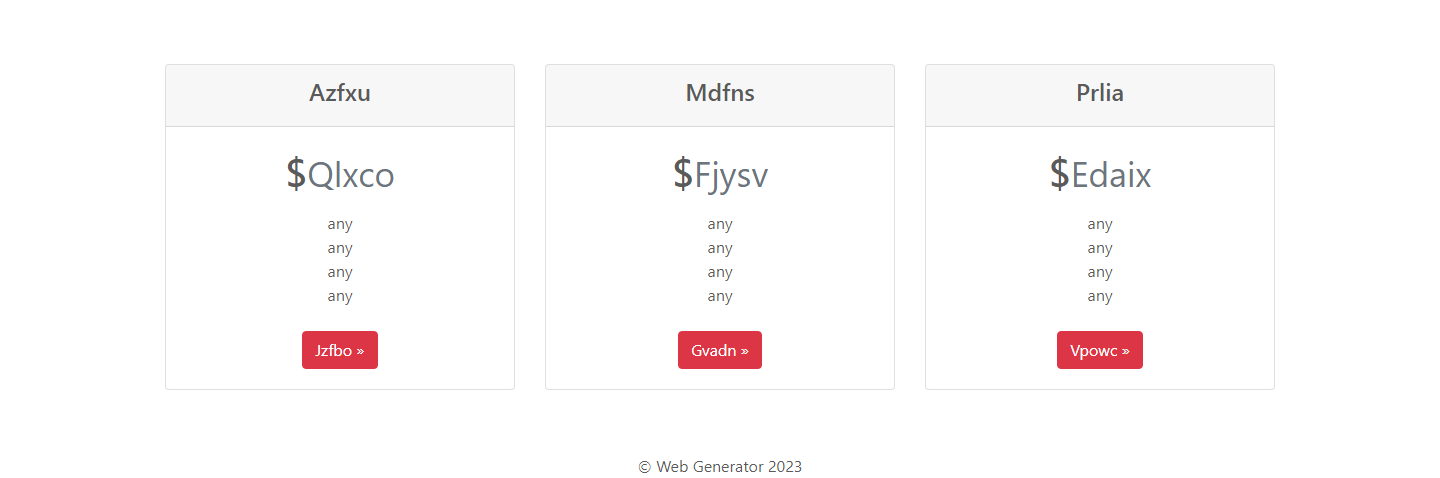 Azfxu
$Qlxco
any
any
any
any
Jzfbo »
Mdfns
$Fjysv
any
any
any
any
Gvadn »
Prlia
$Edaix
any
any
any
any
Vpowc »
© Web Generator 2023